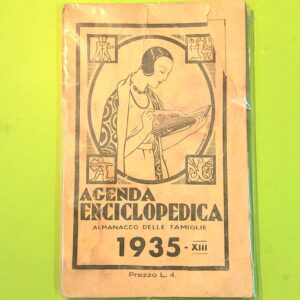 AGENDA
ENCICLOPEDICA
ALMANACCO DELLE FAMIGLIE
1935-XIII
Prezzo L. 4.